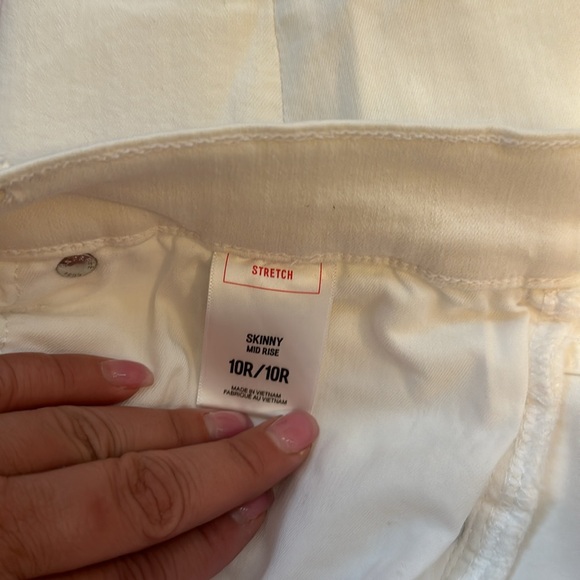 STRETCH
SKINNY
MID RISE
10R/10R
MADE IN VIETNAM
FABRIQUÉ AU VIETNAM